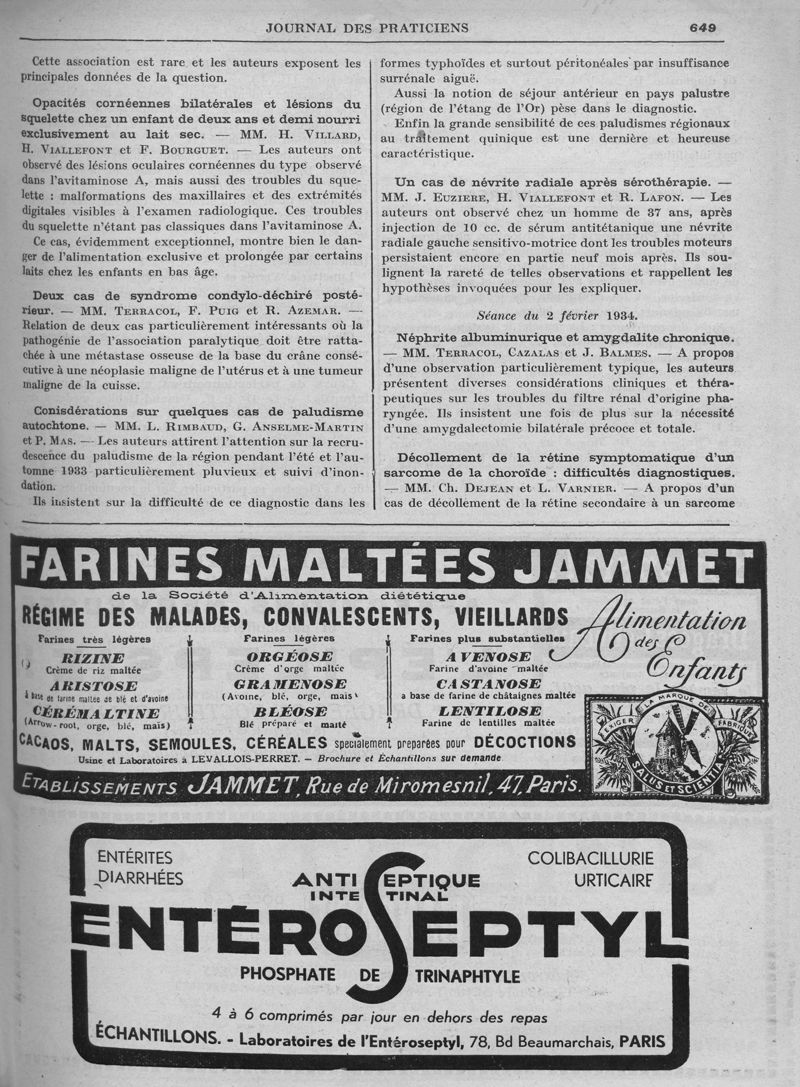 JOURNAL DES PRATICIENS 649
Cette association est rare et les auteurs exposent les
principales données de la question.
Opacités cornéennes bilatérales et lésions du
squelette chez un enfant de deux ans et demi nourri
exclusivement au lait sec. — MM. H. VILLARD,
H. VIALLEFONT et F. BOURGUET. — Les auteurs ont
observé des lésions oculaires cornéennes du type observé
dans l'avitaminose A, mais aussi des troubles du sque-
lette : malformations des maxillaires et des extrémités
digitales visibles à l'examen radiologique. Ces troubles
du squelette n'étant pas classiques dans l'avitaminose A.
Ce cas, évidemment exceptionnel, montre bien le dan-
ger de l'alimentation exclusive et prolongée par certains
laits chez les enfants en bas âge.
Deux cas de syndrome condylo-déchiré posté-
rieur. — MM. TERRACOL, F. PUIG et R. AZEMAR. —
Relation de deux cas particulièrement intéressants où la
pathogénie de l'association paralytique doit être ratta-
chée à une métastase osseuse de la base du crâne consé-
cutive à une néoplasie maligne de l'utérus et à une tumeur
maligne de la cuisse.
Conisdérations sur quelques cas de paludisme
autochtone. — MM. L. RIMBAUD, G. ANSELME-MARTIN
et P. MAS. — Les auteurs attirent l'attention sur la recru-
descence du paludisme de la région pendant l'été et l'au-
tomne 1933 particulièrement pluvieux et suivi d'inon-
dation.
Ils insistent sur la difficulté de ce diagnostic dans les
formes typhoïdes et surtout péritonéales par insuffisance
surrénale aiguë.
Aussi la notion de séjour antérieur en pays palustre
(région de l'étang de l'Or) pèse dans le diagnostic.
Enfin la grande sensibilité de ces paludismes régionaux
au traitement quinique est une dernière et heureuse
caractéristique.
Un cas de névrite radiale après sérothérapie. —
MM. J. EUZIERE, H. VIALLEFONT et R. LAFON. — Les
auteurs ont observé chez un homme de 37 ans, après
injection de 10 cc. de sérum antitétanique une névrite
radiale gauche sensitivo-motrice dont les troubles moteurs
persistaient encore en partie neuf mois après. Ils sou-
lignent la rareté de telles observations et rappellent les
hypothèses invoquées pour les expliquer.
Séance du 2 février 1934.
Néphrite albuminurique et amygdalite chronique.
— MM. TERRACOL, CAZALAS et J. BALMES. — A propos
d'une observation particulièrement typique, les auteurs
présentent diverses considérations cliniques et théra-
peutiques sur les troubles du filtre rénal d'origine pha-
ryngée. Ils insistent une fois de plus sur la nécessité
d'une amygdalectomie bilatérale précoce et totale.
Décollement de la rétine symptomatique d'un
sarcome de la choroïde : difficultés diagnostiques.
— MM. Ch. DEJEAN et L. VARNIER. — A propos d'un
cas de décollement de la rétine secondaire à un sarcome
FARINES MALTÉES JAMMET
de la Société d'Alimentation diététique
RÉGIME DES MALADES, CONVALESCENTS, VIEILLARDS
Alimentation
des
Enfants
Farines très légères
RIZINE
Crème de riz maltée
ARISTOSE
à base de farine maltée de blé et d'avoine
CÉRÉMALTINE
(Arrow-root, orge, blé, maïs)
Farines légères
ORGÉOSE
Crème d'orge maltée
GRAMENOSE
(Avoine, blé, orge, maïs)
BLÉOSE
Blé préparé et malté
Farines plus substantielles
AVENOSE
Farine d'avoine maltée
CASTANOSE
a base de farine de châtaignes maltée
LENTILOSE
Farine de lentilles maltée
CACAOS, MALTS, SEMOULES, CÉRÉALES spécialement préparées pour DÉCOCTIONS
Usine et Laboratoires à LEVALLOIS-PERRET. — Brochure et Échantillons sur demande
ÉTABLISSEMENTS JAMMET, Rue de Miromesnil, 47, Paris.
EXIGER LA MARQUE DE FABRIQUE
SALUS ET SCIENTIA
ENTÉRITES
DIARRHÉES
COLIBACILLURIE
URTICAIRE
ANTISEPTIQUE
INTESTINAL
ENTÉROSEPTYL
PHOSPHATE DE TRINAPHTYLE
4 à 6 comprimés par jour en dehors des repas
ÉCHANTILLONS. - Laboratoires de l'Entéroseptyl, 78, Bd Beaumarchais, PARIS